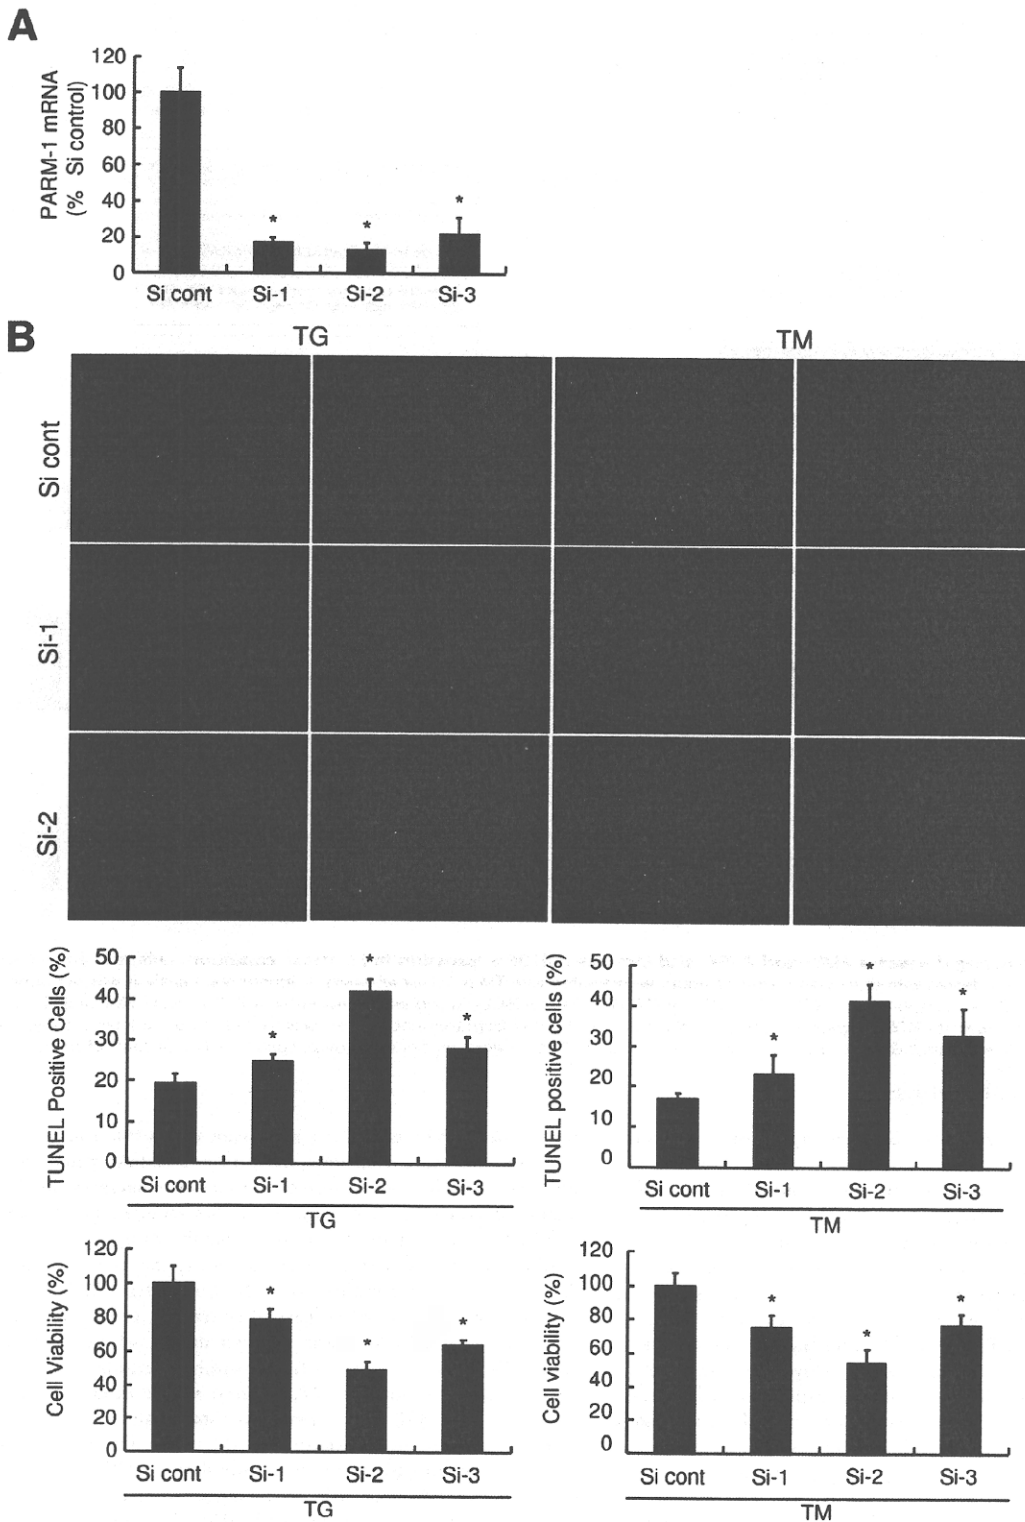 A
PARM-1 mRNA
(% Si control)
120
100
80
60
40
20
0
*
*
*
Si cont
Si-1
Si-2
Si-3
B
TG
TM
Si cont
Si-1
Si-2
TUNEL Positive Cells (%)
50
40
30
20
10
0
*
*
*
Si cont
Si-1
Si-2
Si-3
TG
TUNEL positive cells (%)
50
40
30
20
10
0
*
*
*
Si cont
Si-1
Si-2
Si-3
TM
Cell Viability (%)
120
100
80
60
40
20
0
*
*
*
Si cont
Si-1
Si-2
Si-3
TG
Cell viability (%)
120
100
80
60
40
20
0
*
*
*
Si cont
Si-1
Si-2
Si-3
TM